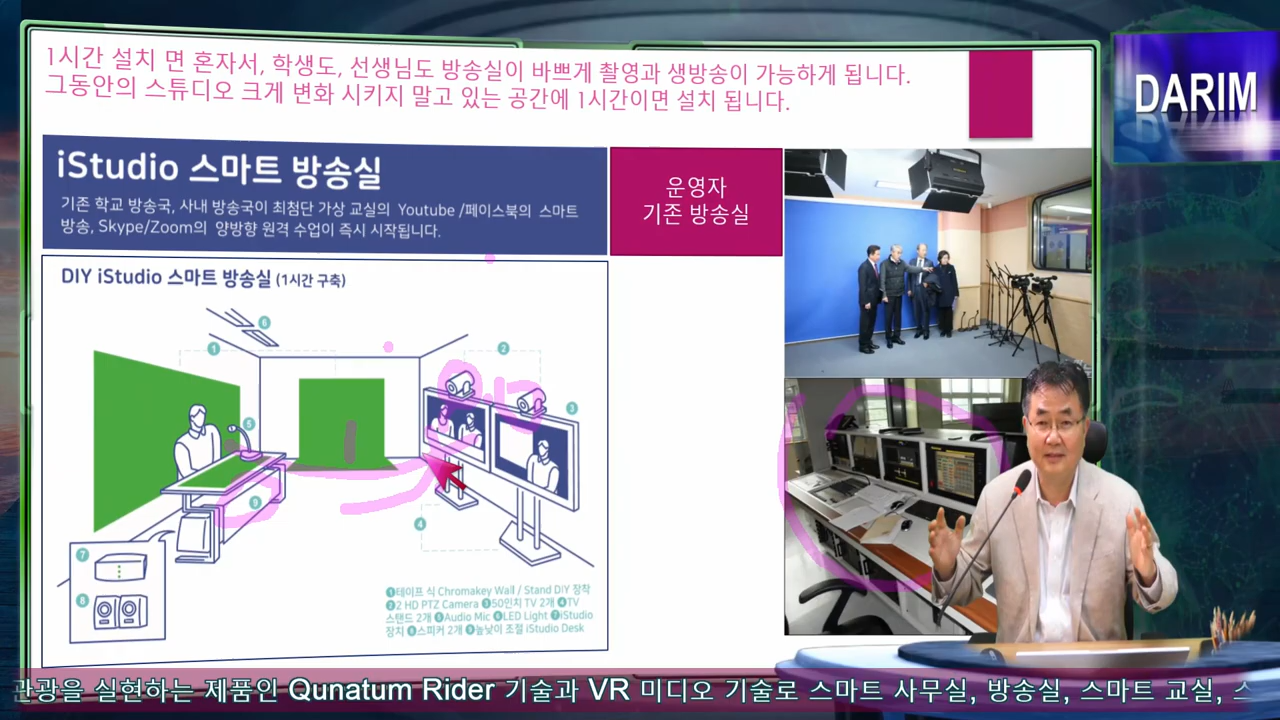 1시간 설치 면 혼자서, 학생도, 선생님도 방송실이 바쁘게 촬영과 생방송이 가능하게 됩니다.
그동안의 스튜디오 크게 변화 시키지 말고 있는 공간에 1시간이면 설치 됩니다.
DARIM
iStudio 스마트 방송실
기존 학교 방송국, 사내 방송국이 최첨단 가상 교실의 Youtube /페이스북의 스마트
방송, Skype/Zoom의 양방향 원격 수업이 즉시 시작됩니다.
운영자
기존 방송실
DIY iStudio 스마트 방송실 (1시간 구축)
6
1
2
3
5
9
4
7
8
❶테이프 식 Chromakey Wall / Stand DIY 장착
❷2 HD PTZ Camera ❸50인치 TV 2개 ❹TV
스탠드 2개 ❺Audio Mic ❻LED Light ❼iStudio
장치 ❽스피커 2개 ❾높낮이 조절 iStudio Desk
관광을 실현하는 제품인 Qunatum Rider 기술과 VR 미디오 기술로 스마트 사무실, 방송실, 스마트 교실, 스